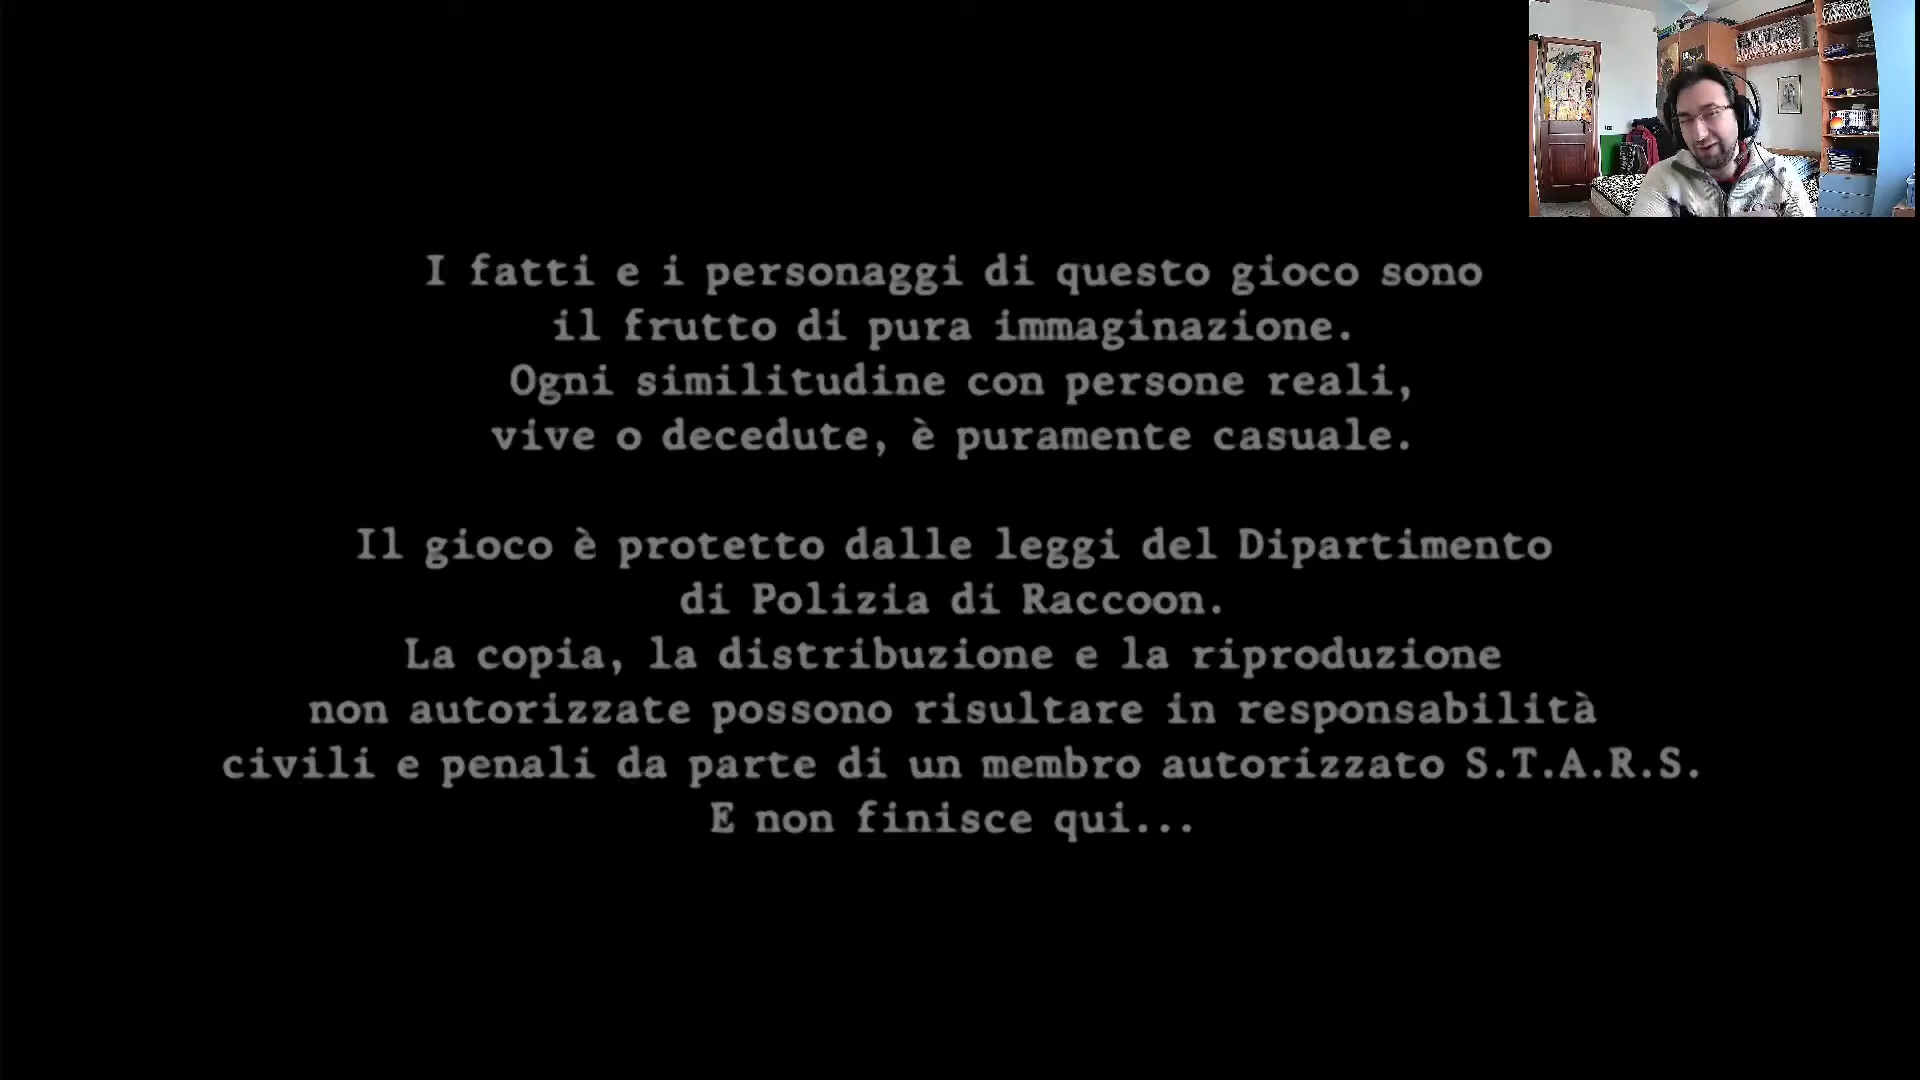 I fatti e i personaggi di questo gioco sono
il frutto di pura immaginazione.
Ogni similitudine con persone reali,
vive o decedute, è puramente casuale.
Il gioco è protetto dalle leggi del Dipartimento
di Polizia di Raccoon.
La copia, la distribuzione e la riproduzione
non autorizzate possono risultare in responsabilità
civili e penali da parte di un membro autorizzato S.T.A.R.S.
E non finisce qui...